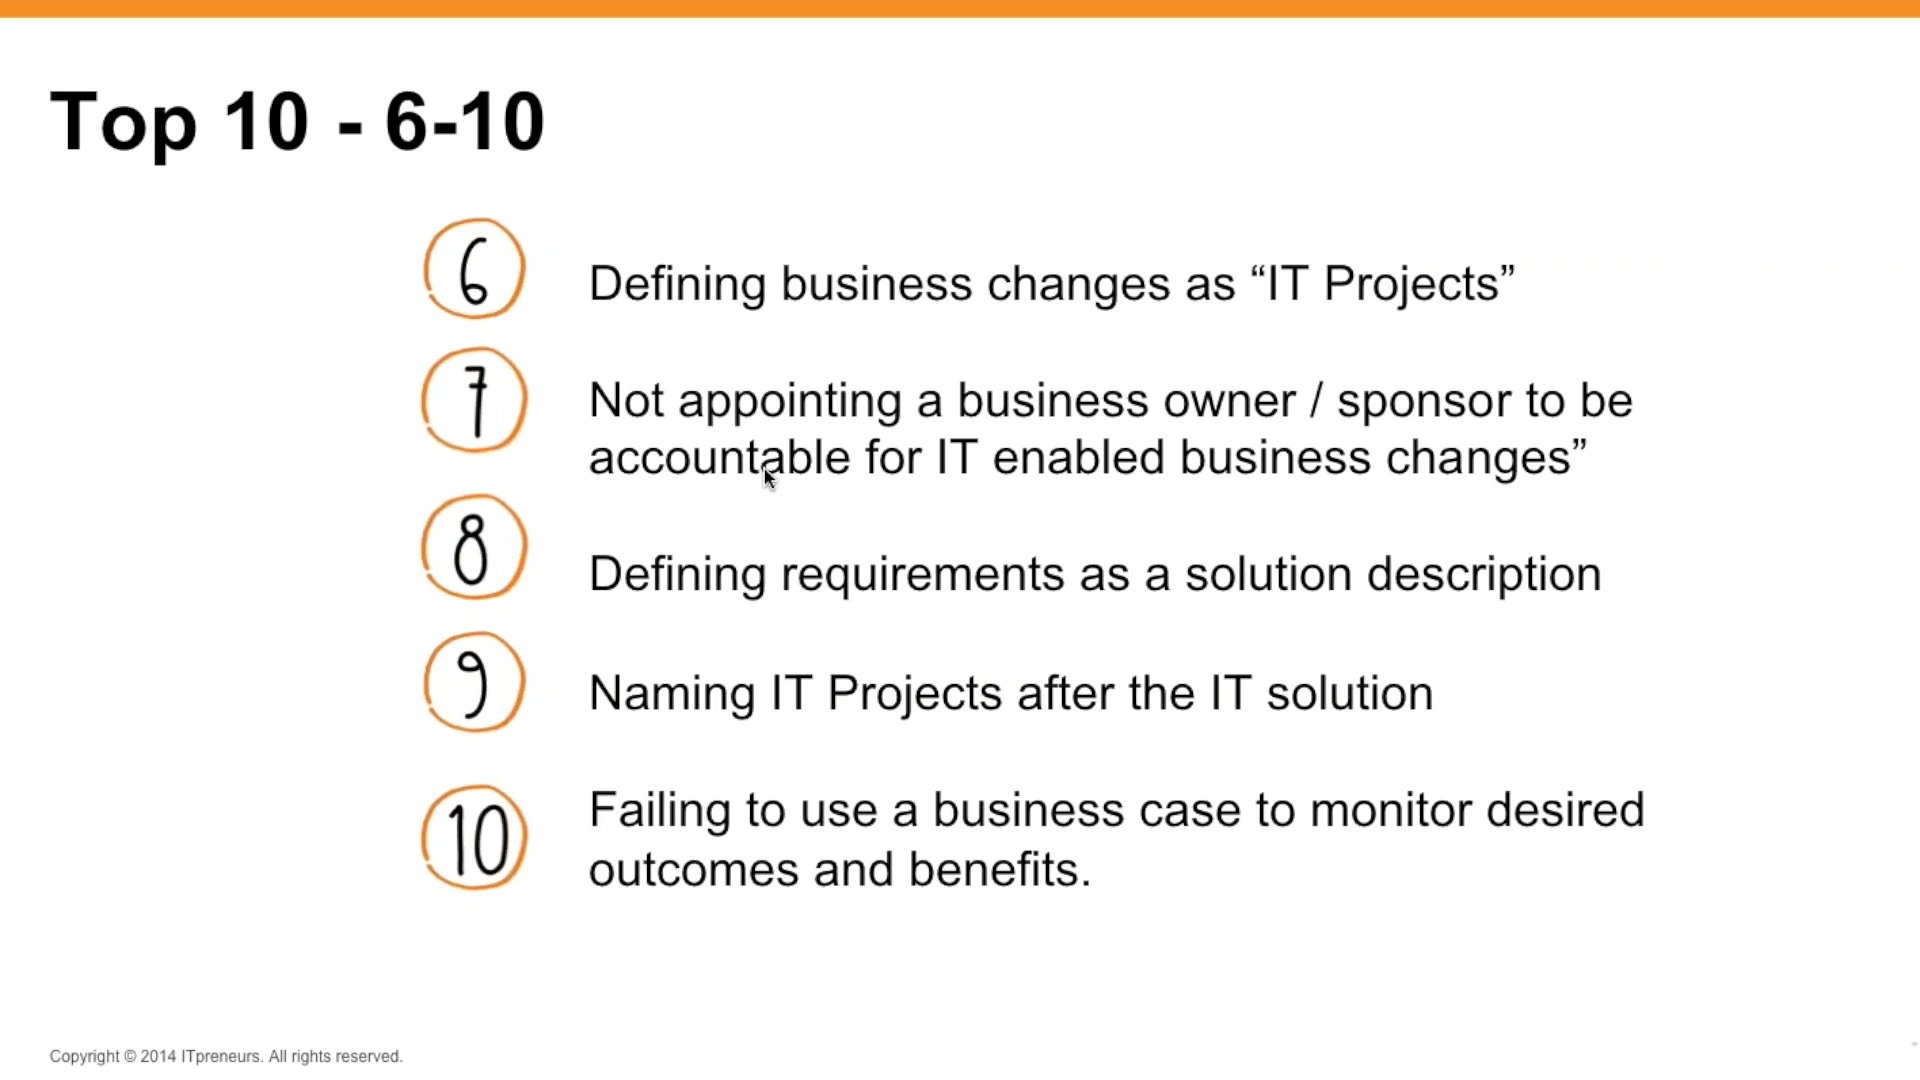 Top 10 - 6-10
6 Defining business changes as “IT Projects”
7 Not appointing a business owner / sponsor to be
accountable for IT enabled business changes”
8 Defining requirements as a solution description
9 Naming IT Projects after the IT solution
10 Failing to use a business case to monitor desired
outcomes and benefits.
Copyright © 2014 ITpreneurs. All rights reserved.